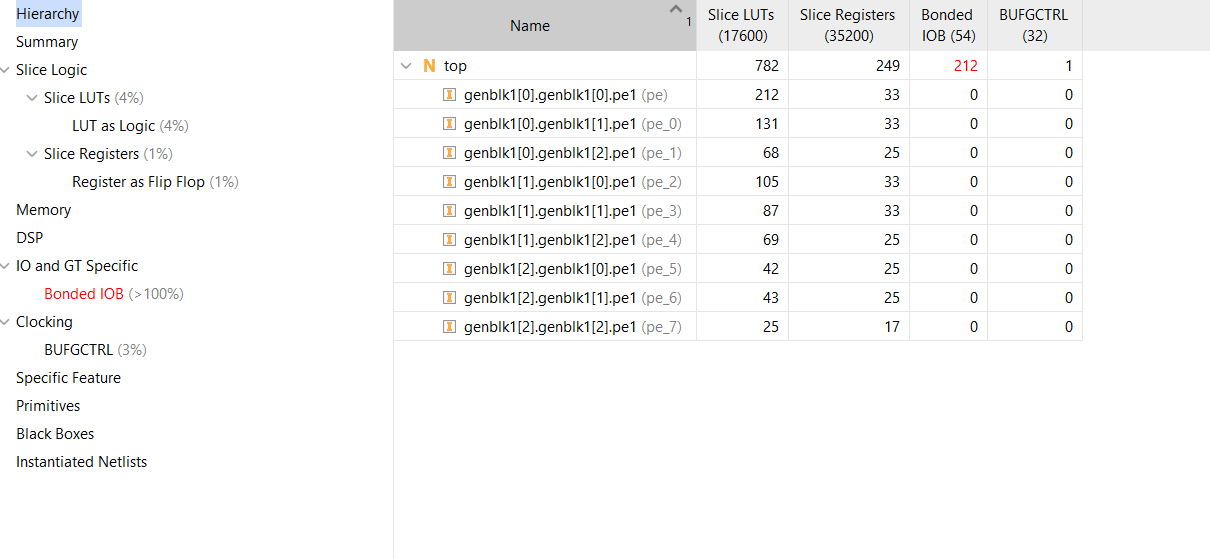 Hierarchy
Summary
Slice Logic
Slice LUTs (4%)
LUT as Logic (4%)
Slice Registers (1%)
Register as Flip Flop (1%)
Memory
DSP
IO and GT Specific
Bonded IOB (>100%)
Clocking
BUFGCTRL (3%)
Specific Feature
Primitives
Black Boxes
Instantiated Netlists
Name 1 Slice LUTs (17600) Slice Registers (35200) Bonded IOB (54) BUFGCTRL (32)
N top 782 249 212 1
I genblk1[0].genblk1[0].pe1 (pe) 212 33 0 0
I genblk1[0].genblk1[1].pe1 (pe_0) 131 33 0 0
I genblk1[0].genblk1[2].pe1 (pe_1) 68 25 0 0
I genblk1[1].genblk1[0].pe1 (pe_2) 105 33 0 0
I genblk1[1].genblk1[1].pe1 (pe_3) 87 33 0 0
I genblk1[1].genblk1[2].pe1 (pe_4) 69 25 0 0
I genblk1[2].genblk1[0].pe1 (pe_5) 42 25 0 0
I genblk1[2].genblk1[1].pe1 (pe_6) 43 25 0 0
I genblk1[2].genblk1[2].pe1 (pe_7) 25 17 0 0